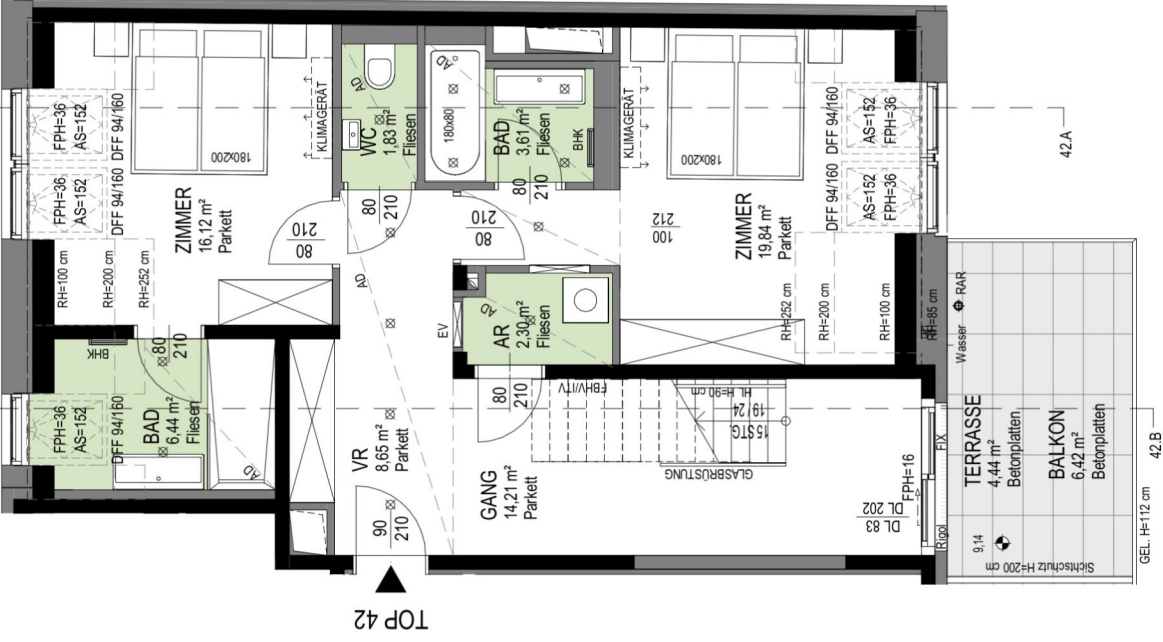 FPH=36
AS=152
DFF 94/160
FPH=36
AS=152
DFF 94/160
RH=100 cm
RH=200 cm
RH=252 cm
180x200
ZIMMER
16,12 m²
Parkett
KLIMAGERÄT
80
210
AD
WC
1,83 m²
Fliesen
80
210
AD
180x80
BAD
3,61 m²
Fliesen
BHK
80
210
KLIMAGERÄT
180x200
80
210
100
212
ZIMMER
19,84 m²
Parkett
DFF 94/160
AS=152
FPH=36
DFF 94/160
AS=152
FPH=36
RH=252 cm
RH=200 cm
RH=100 cm
RH=85 cm
42.A
BHK
80
210
FPH=36
AS=152
DFF 94/160
BAD
6,44 m²
Fliesen
AD
AD
EV
AD
AR
2,30 m²
Fliesen
80
210
FBHV/ITV
VR
8,65 m²
Parkett
GANG
14,21 m²
Parkett
90
210
HL H=90 cm
15 STG.
19 / 24
GLASBRÜSTUNG
DL 83
DL 202
FPH=16
FIX
Rigol
Wasser
RAR
TERRASSE
4,44 m²
Betonplatten
BALKON
6,42 m²
Betonplatten
9,14
Sichtschutz H=200 cm
GEL. H=112 cm
42.B
TOP 42